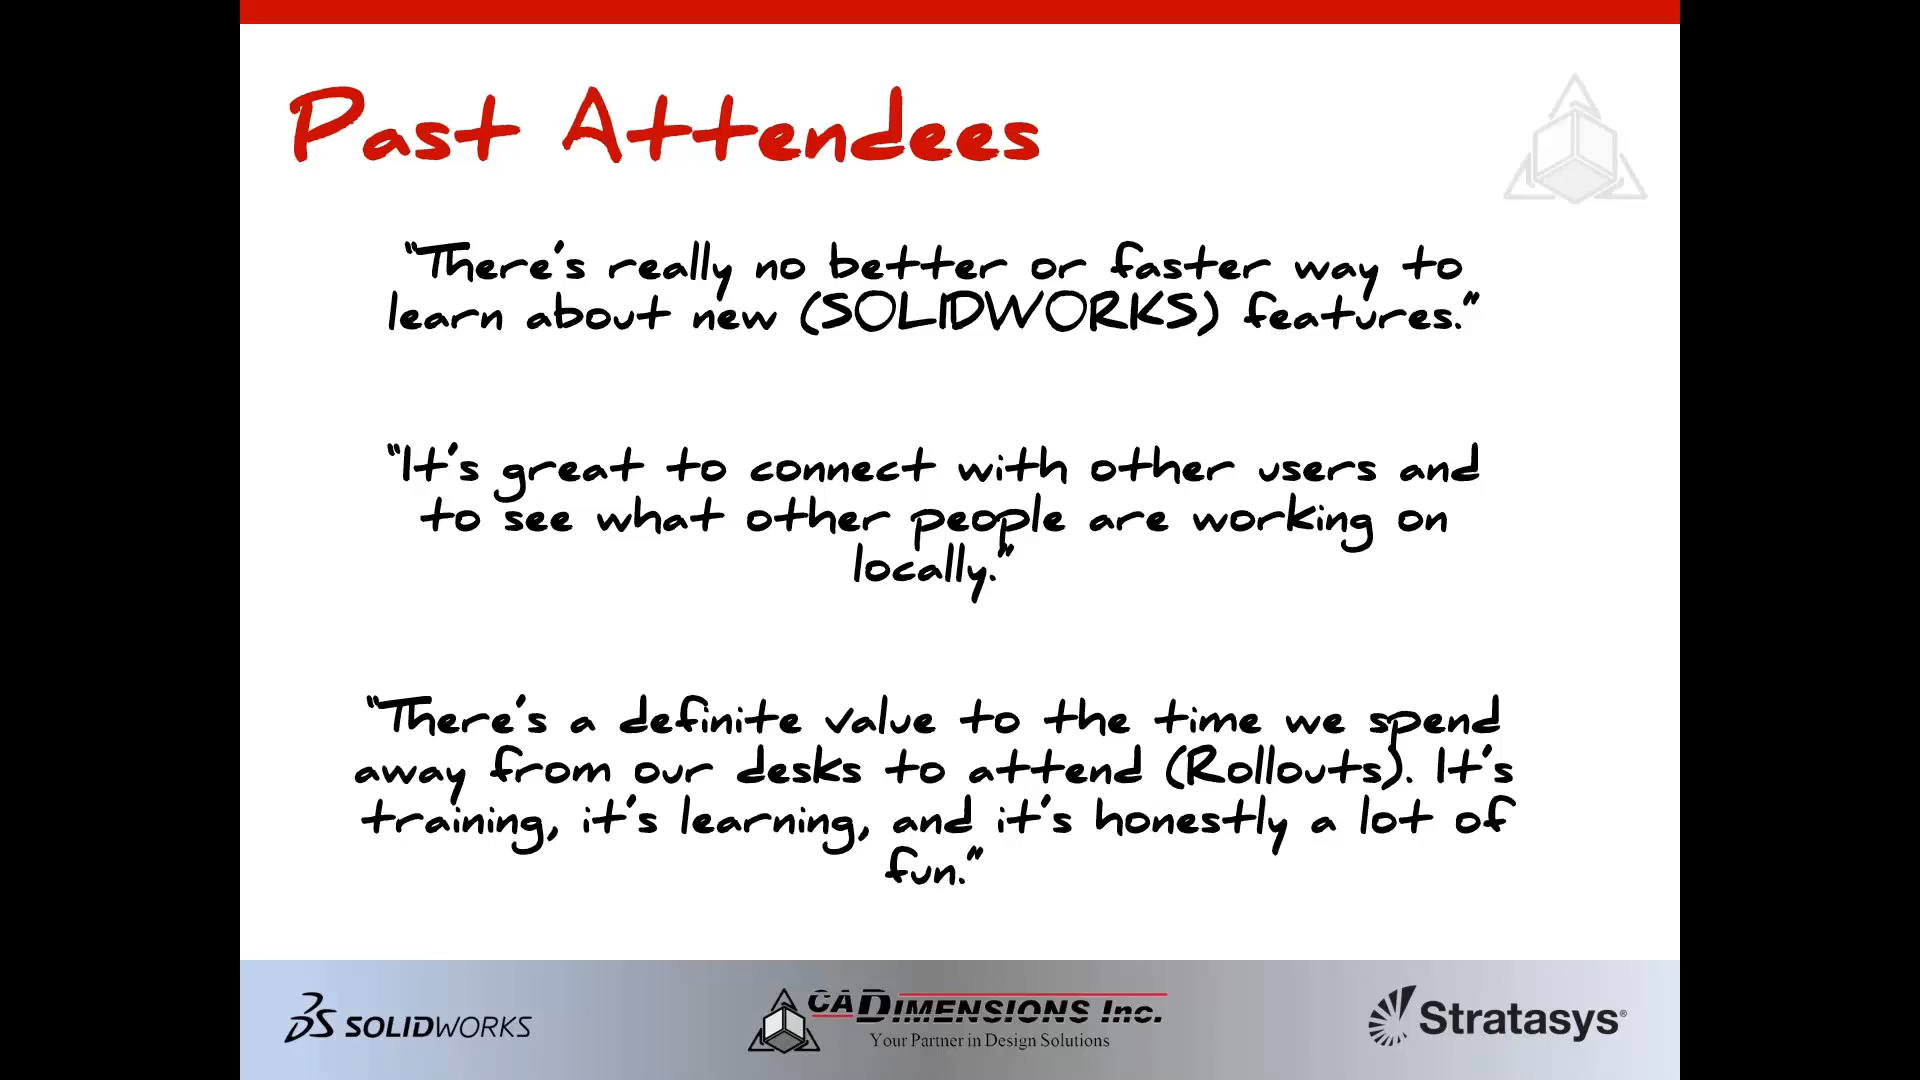 Past Attendees
"There's really no better or faster way to
learn about new (SOLIDWORKS) features."
"It's great to connect with other users and
to see what other people are working on
locally."
"There's a definite value to the time we spend
away from our desks to attend (Rollouts). It's
training, it's learning, and it's honestly a lot of
fun."
SOLIDWORKS
CADIMENSIONS Inc.
Your Partner in Design Solutions
Stratasys®